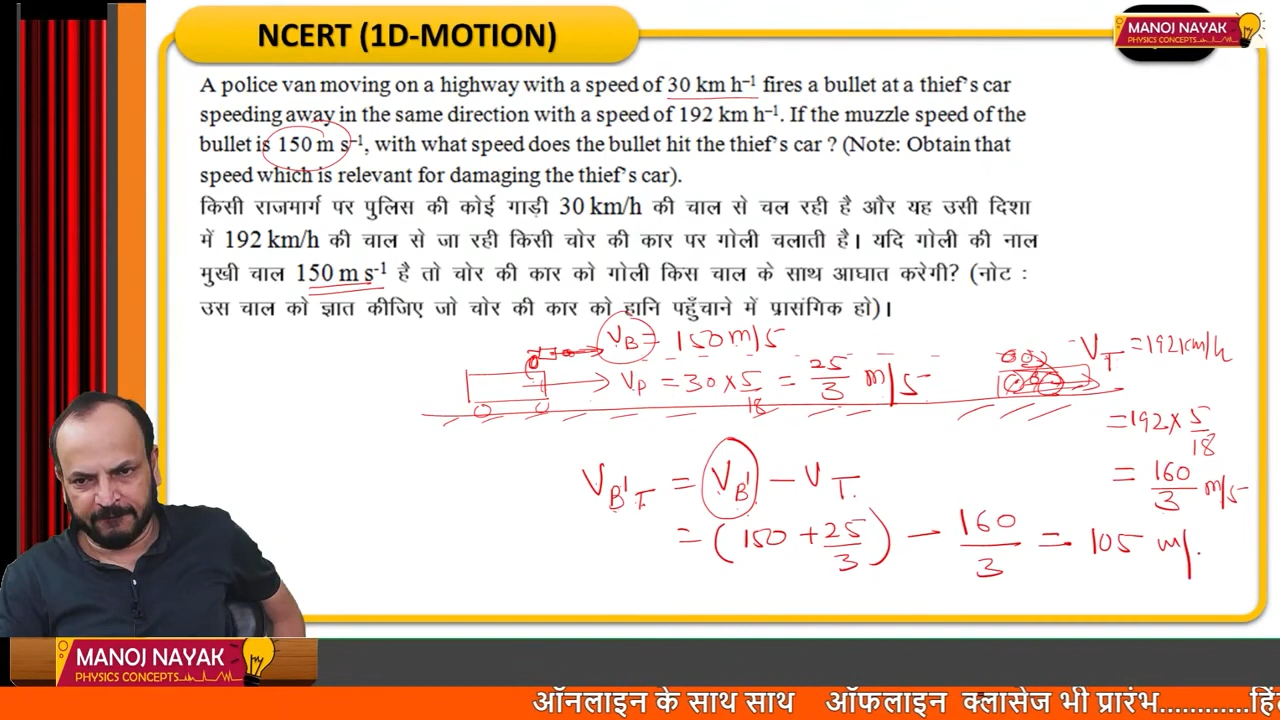 NCERT (1D-MOTION)
MANOJ NAYAK
PHYSICS CONCEPTS
A police van moving on a highway with a speed of 30 km h⁻¹ fires a bullet at a thief's car
speeding away in the same direction with a speed of 192 km h⁻¹. If the muzzle speed of the
bullet is 150 m s⁻¹, with what speed does the bullet hit the thief's car ? (Note: Obtain that
speed which is relevant for damaging the thief's car).
किसी राजमार्ग पर पुलिस की कोई गाड़ी 30 km/h की चाल से चल रही है और यह उसी दिशा
में 192 km/h की चाल से जा रही किसी चोर की कार पर गोली चलाती है। यदि गोली की नाल
मुखी चाल 150 m s⁻¹ है तो चोर की कार को गोली किस चाल के साथ आघात करेगी? (नोट :
उस चाल को ज्ञात कीजिए जो चोर की कार को हानि पहुँचाने में प्रासंगिक हो)।
V_B = 150 m/s
V_T = 192 km/h
V_P = 30 × 5/18 = 25/3 m/s
= 192 × 5/18
= 160/3 m/s
V_B'T = V_B' - V_T
= (150 + 25/3) - 160/3 = 105 m/.
MANOJ NAYAK
PHYSICS CONCEPTS
ऑनलाइन के साथ साथ ऑफलाइन क्लासेज भी प्रारंभ............हिं